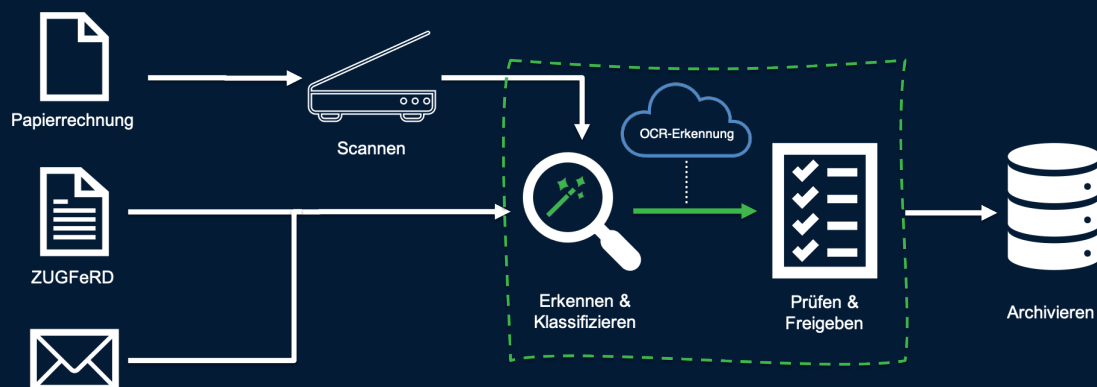 Papierrechnung
Scannen
OCR-Erkennung
ZUGFeRD
Erkennen &
Klassifizieren
Prüfen &
Freigeben
Archivieren